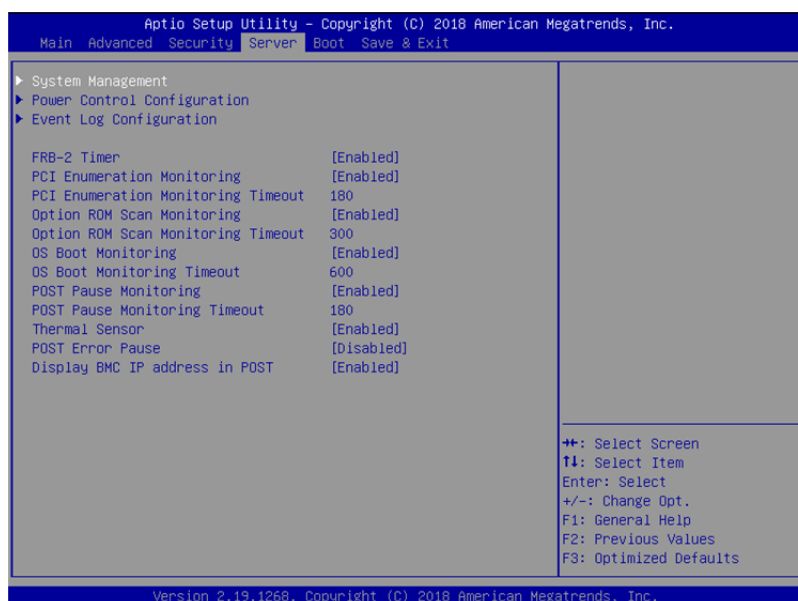 Aptio Setup Utility – Copyright (C) 2018 American Megatrends, Inc.
Main Advanced Security Server Boot Save & Exit
System Management
Power Control Configuration
Event Log Configuration
FRB-2 Timer [Enabled]
PCI Enumeration Monitoring [Enabled]
PCI Enumeration Monitoring Timeout 180
Option ROM Scan Monitoring [Enabled]
Option ROM Scan Monitoring Timeout 300
OS Boot Monitoring [Enabled]
OS Boot Monitoring Timeout 600
POST Pause Monitoring [Enabled]
POST Pause Monitoring Timeout 180
Thermal Sensor [Enabled]
POST Error Pause [Disabled]
Display BMC IP address in POST [Enabled]
→←: Select Screen
↑↓: Select Item
Enter: Select
+/-: Change Opt.
F1: General Help
F2: Previous Values
F3: Optimized Defaults
Version 2.19.1268. Copyright (C) 2018 American Megatrends, Inc.